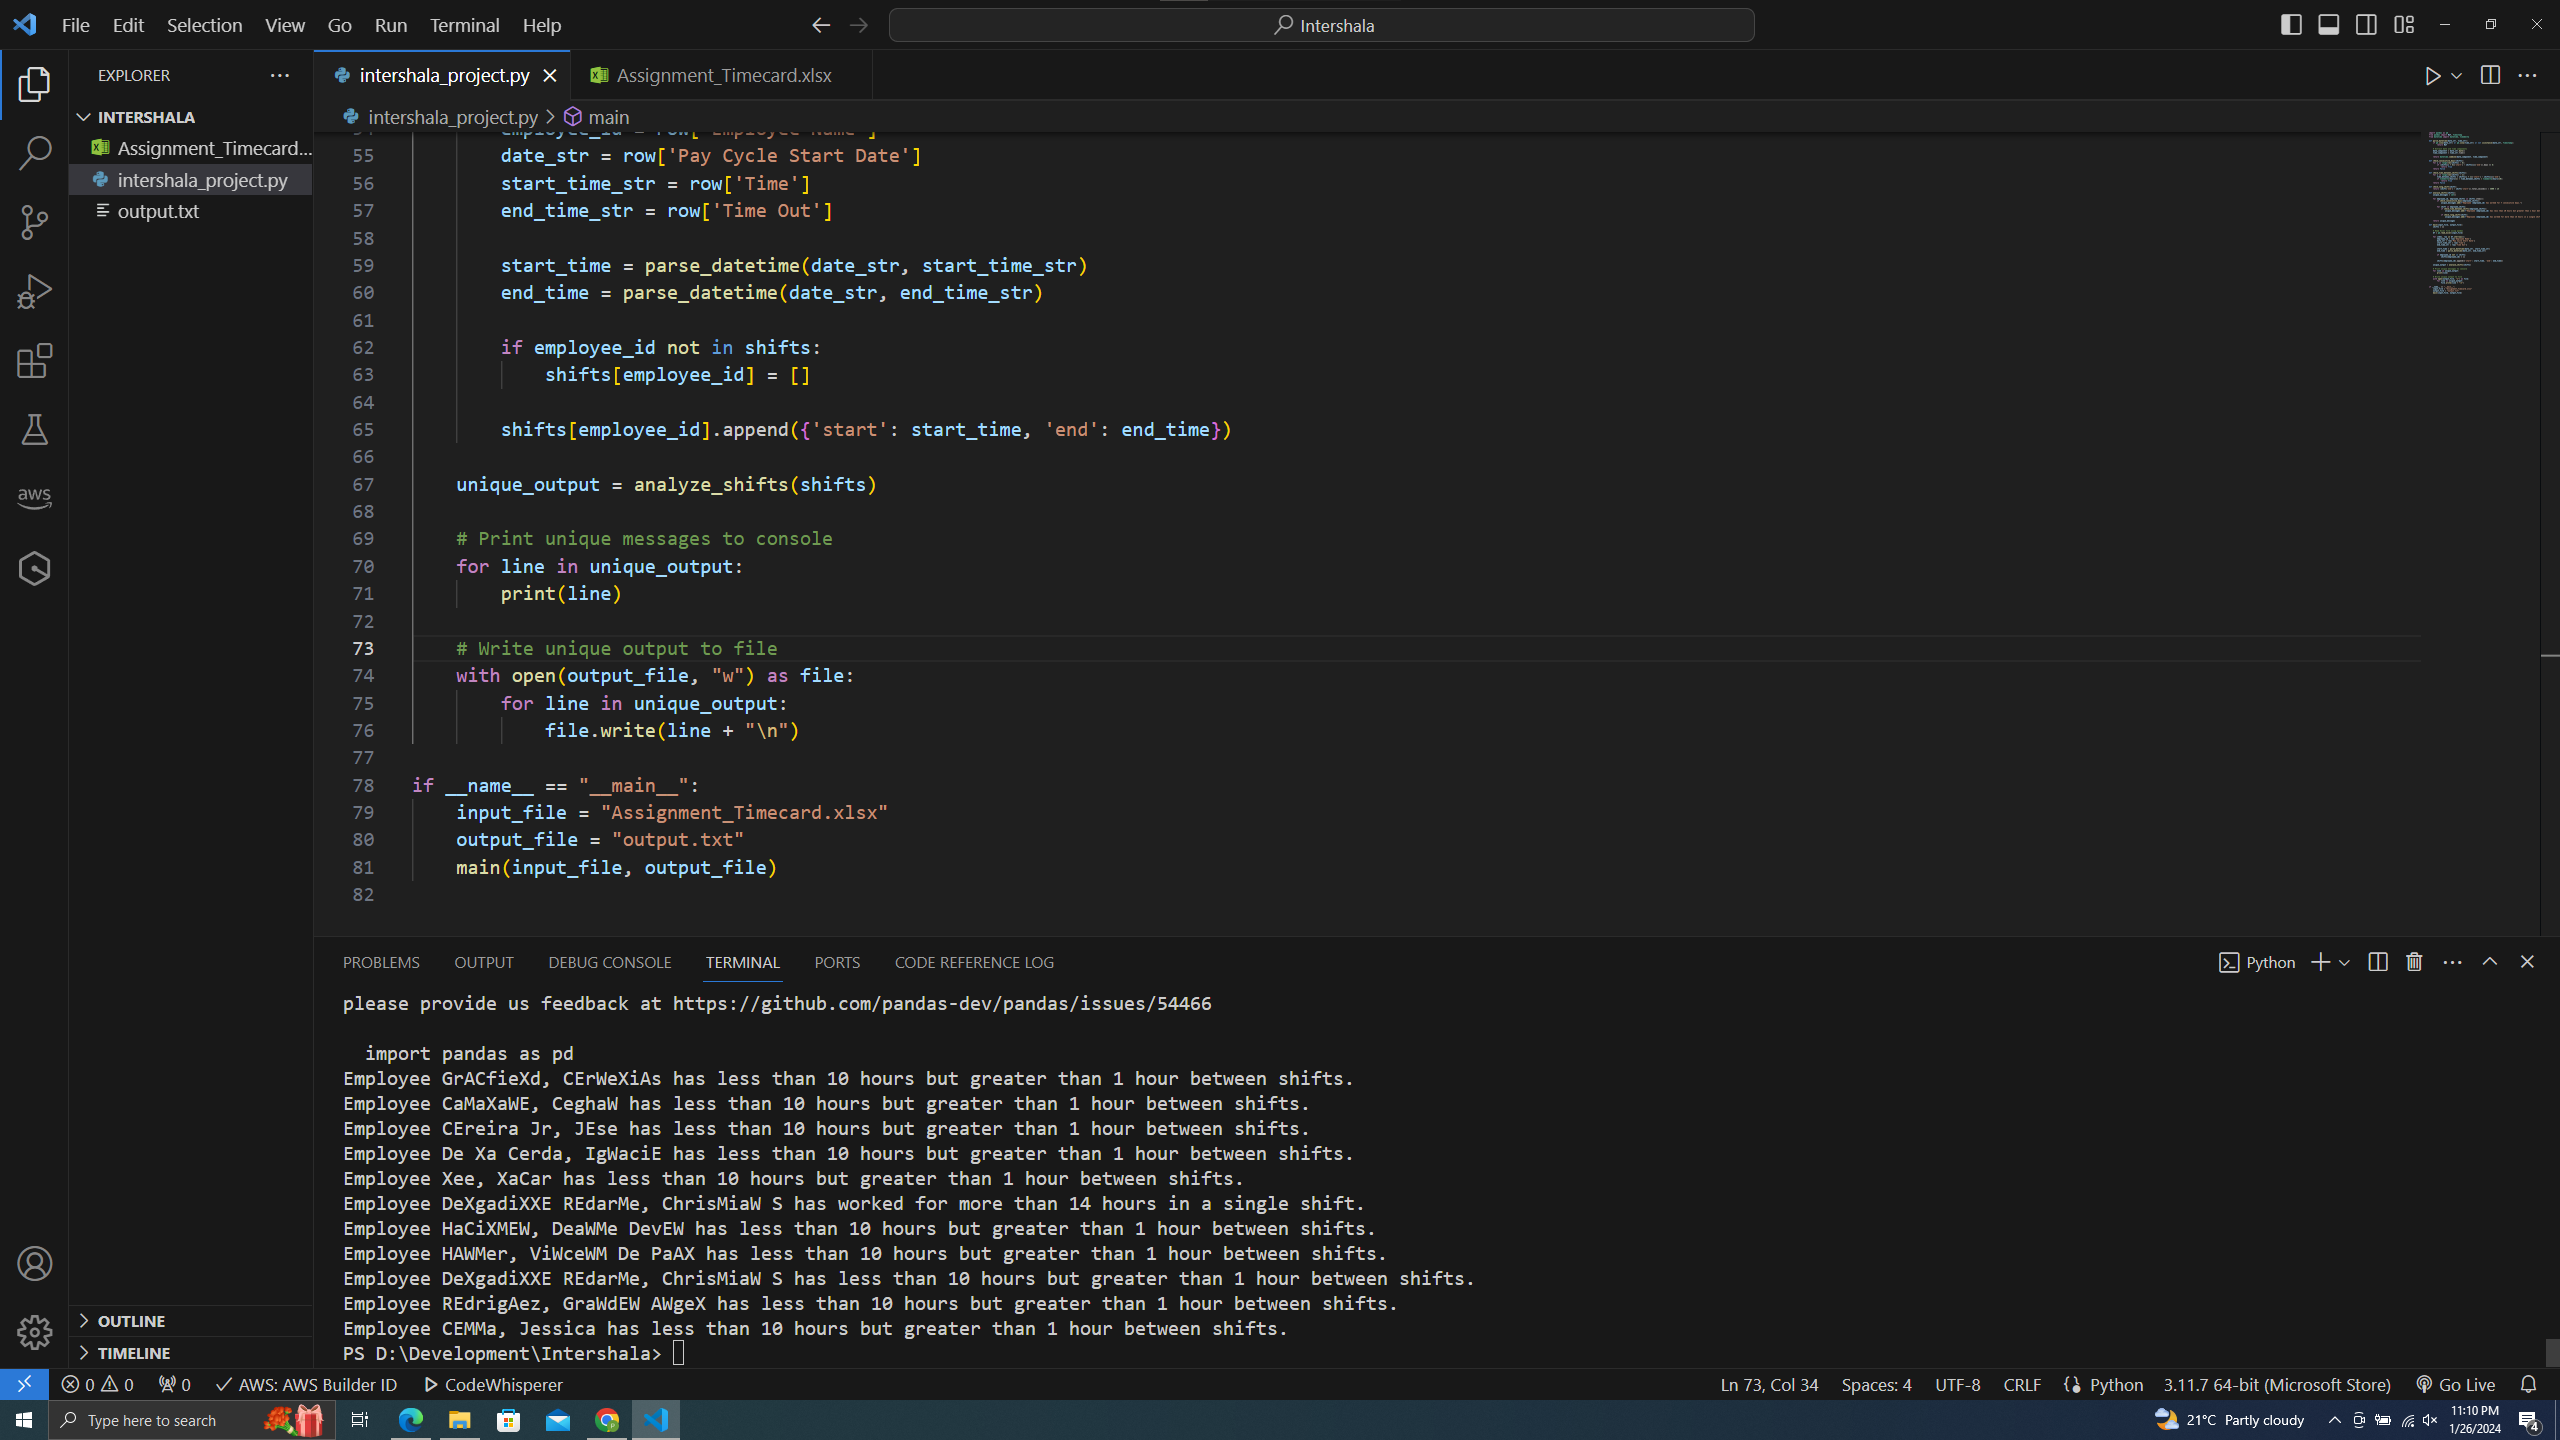 File Edit Selection View Go Run Terminal Help
Intershala
EXPLORER
intershala_project.py
Assignment_Timecard.xlsx
INTERSHALA
Assignment_Timecard...
intershala_project.py
output.txt
aws
OUTLINE
TIMELINE
intershala_project.py > main
54 employee_id = row['Employee Name']
55 date_str = row['Pay Cycle Start Date']
56 start_time_str = row['Time']
57 end_time_str = row['Time Out']
58
59 start_time = parse_datetime(date_str, start_time_str)
60 end_time = parse_datetime(date_str, end_time_str)
61
62 if employee_id not in shifts:
63 shifts[employee_id] = []
64
65 shifts[employee_id].append({'start': start_time, 'end': end_time})
66
67 unique_output = analyze_shifts(shifts)
68
69 # Print unique messages to console
70 for line in unique_output:
71 print(line)
72
73 # Write unique output to file
74 with open(output_file, "w") as file:
75 for line in unique_output:
76 file.write(line + "\n")
77
78 if __name__ == "__main__":
79 input_file = "Assignment_Timecard.xlsx"
80 output_file = "output.txt"
81 main(input_file, output_file)
82
PROBLEMS OUTPUT DEBUG CONSOLE TERMINAL PORTS CODE REFERENCE LOG
Python
please provide us feedback at https://github.com/pandas-dev/pandas/issues/54466
import pandas as pd
Employee GrACfieXd, CErWeXiAs has less than 10 hours but greater than 1 hour between shifts.
Employee CaMaXaWE, CeghaW has less than 10 hours but greater than 1 hour between shifts.
Employee CEreira Jr, JEse has less than 10 hours but greater than 1 hour between shifts.
Employee De Xa Cerda, IgWaciE has less than 10 hours but greater than 1 hour between shifts.
Employee Xee, XaCar has less than 10 hours but greater than 1 hour between shifts.
Employee DeXgadiXXE REdarMe, ChrisMiaW S has worked for more than 14 hours in a single shift.
Employee HaCiXMEW, DeaWMe DevEW has less than 10 hours but greater than 1 hour between shifts.
Employee HAWMer, ViWceWM De PaAX has less than 10 hours but greater than 1 hour between shifts.
Employee DeXgadiXXE REdarMe, ChrisMiaW S has less than 10 hours but greater than 1 hour between shifts.
Employee REdrigAez, GraWdEW AWgeX has less than 10 hours but greater than 1 hour between shifts.
Employee CEMMa, Jessica has less than 10 hours but greater than 1 hour between shifts.
PS D:\Development\Intershala>
0 0 0 AWS: AWS Builder ID CodeWhisperer
Ln 73, Col 34 Spaces: 4 UTF-8 CRLF Python 3.11.7 64-bit (Microsoft Store) Go Live
Type here to search
21°C Partly cloudy
11:10 PM
1/26/2024
4